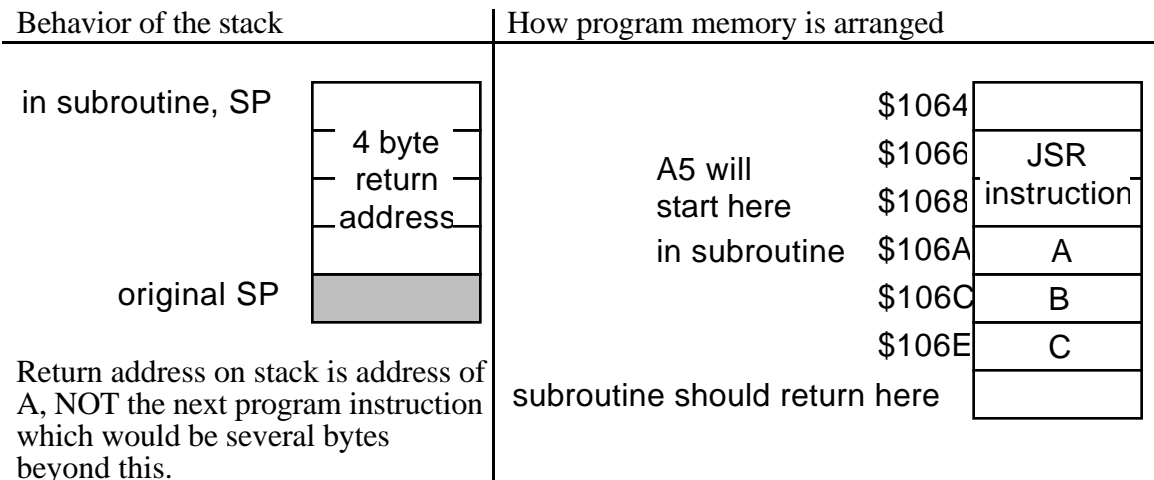 Behavior of the stack
in subroutine, SP
4 byte
return
address
original SP
Return address on stack is address of
A, NOT the next program instruction
which would be several bytes
beyond this.
How program memory is arranged
$1064
$1066
$1068
$106A
$106C
$106E
A5 will
start here
in subroutine
JSR
instruction
A
B
C
subroutine should return here